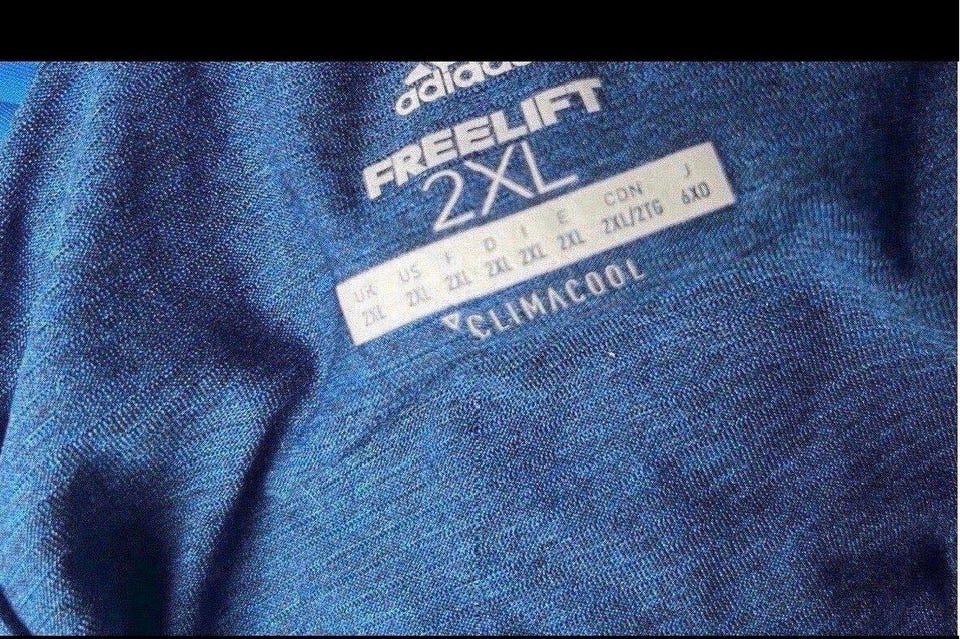 adidas
FREELIFT
2XL
UK US F D I E CDN J
2XL 2XL 2XL 2XL 2XL 2XL 2XL/2TG 6XO
CLIMACOOL